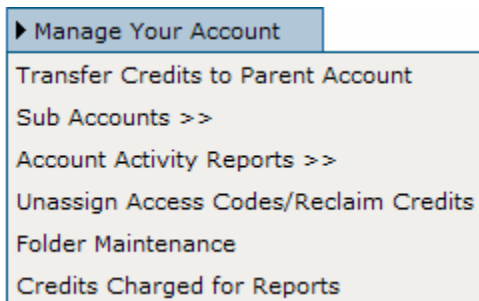 Manage Your Account
Transfer Credits to Parent Account
Sub Accounts >>
Account Activity Reports >>
Unassign Access Codes/Reclaim Credits
Folder Maintenance
Credits Charged for Reports